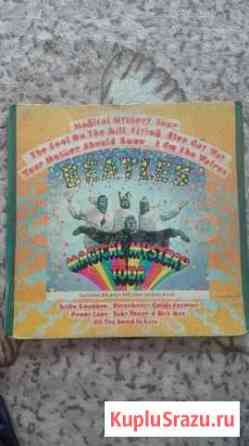 Magical Mystery Tour
The Fool On The Hill Flying Blue Jay Way
Your Mother Should Know I Am The Walrus
BEATLES
MAGICAL MYSTERY
TOUR
Hello Goodbye Strawberry Fields Forever
Penny Lane Baby You're A Rich Man
All You Need Is Love
KupluSrazu.ru